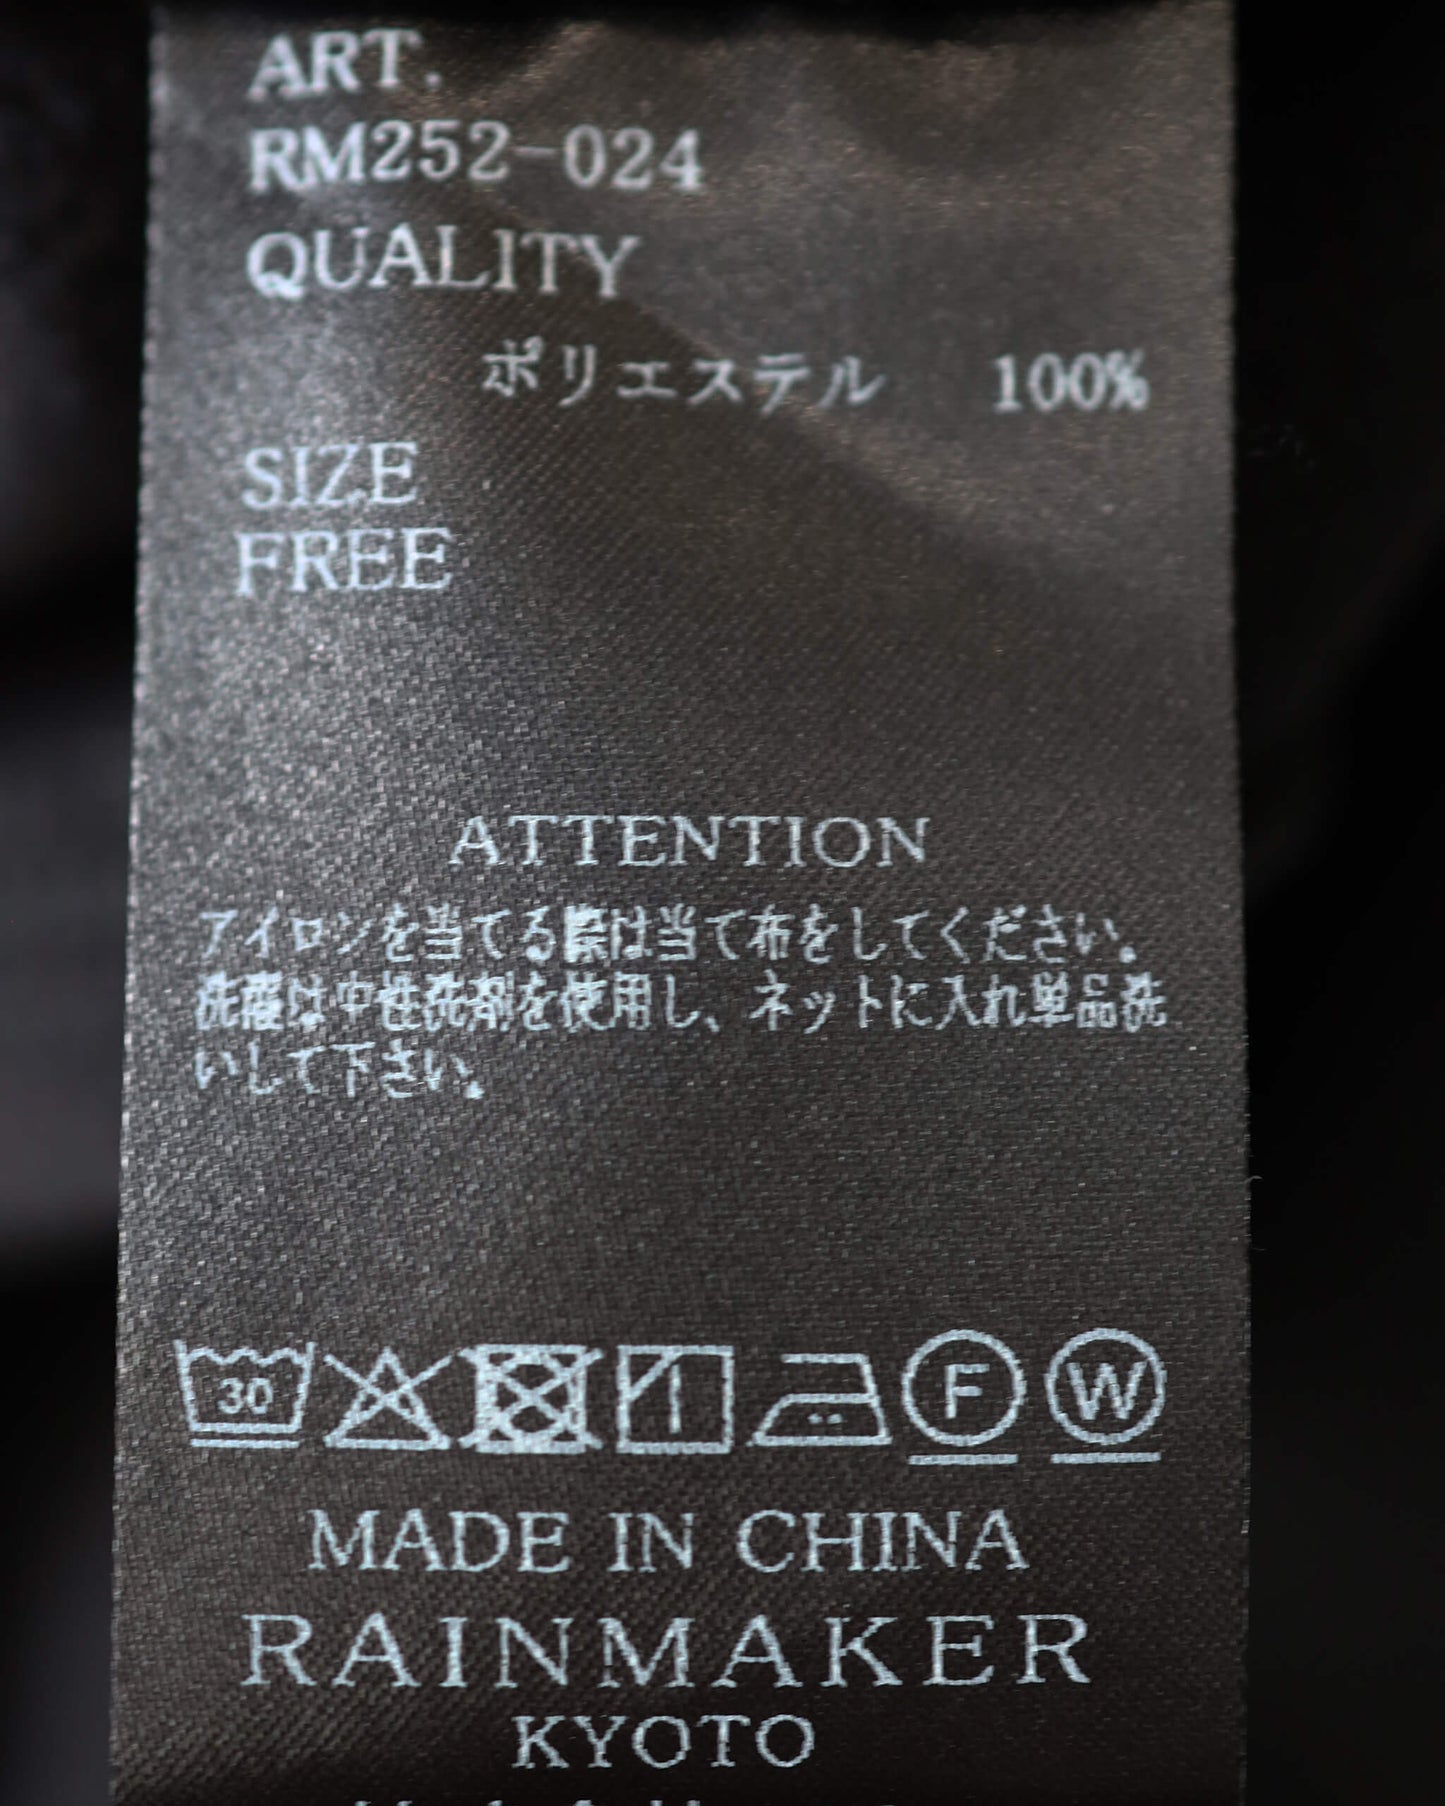 ART.
RM252-024
QUALITY
ポリエステル 100%
SIZE
FREE
ATTENTION
アイロンを当てる際は当て布をしてください。
洗濯は中性洗剤を使用し、ネットに入れ単品洗
いして下さい。
30 F W
MADE IN CHINA
RAINMAKER
KYOTO